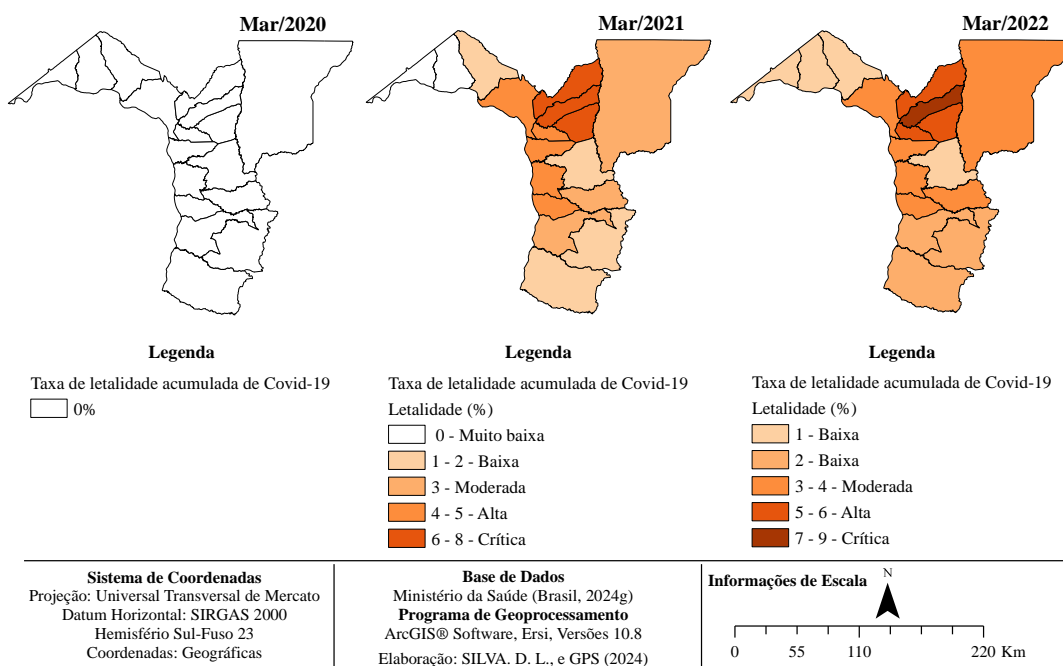 Mar/2020
Mar/2021
Mar/2022
Legenda
Taxa de letalidade acumulada de Covid-19
0%
Legenda
Taxa de letalidade acumulada de Covid-19
Letalidade (%)
0 - Muito baixa
1 - 2 - Baixa
3 - Moderada
4 - 5 - Alta
6 - 8 - Crítica
Legenda
Taxa de letalidade acumulada de Covid-19
Letalidade (%)
1 - Baixa
2 - Baixa
3 - 4 - Moderada
5 - 6 - Alta
7 - 9 - Crítica
Sistema de Coordenadas
Projeção: Universal Transversal de Mercato
Datum Horizontal: SIRGAS 2000
Hemisfério Sul-Fuso 23
Coordenadas: Geográficas
Base de Dados
Ministério da Saúde (Brasil, 2024g)
Programa de Geoprocessamento
ArcGIS® Software, Ersi, Versões 10.8
Elaboração: SILVA. D. L., e GPS (2024)
Informações de Escala
N
0 55 110 220 Km